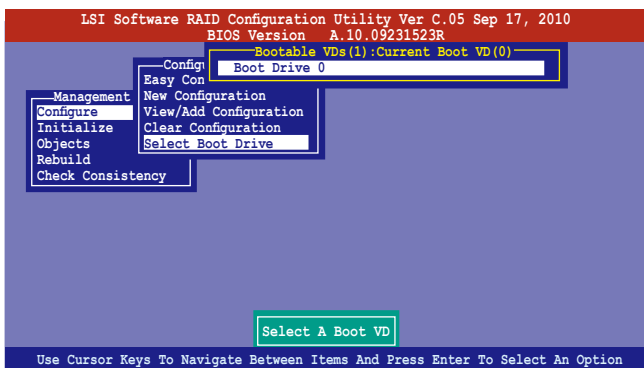 LSI Software RAID Configuration Utility Ver C.05 Sep 17, 2010
BIOS Version A.10.09231523R
Bootable VDs(1):Current Boot VD(0)
Boot Drive 0
Config
Easy Con
New Configuration
View/Add Configuration
Clear Configuration
Select Boot Drive
Management
Configure
Initialize
Objects
Rebuild
Check Consistency
Select A Boot VD
Use Cursor Keys To Navigate Between Items And Press Enter To Select An Option